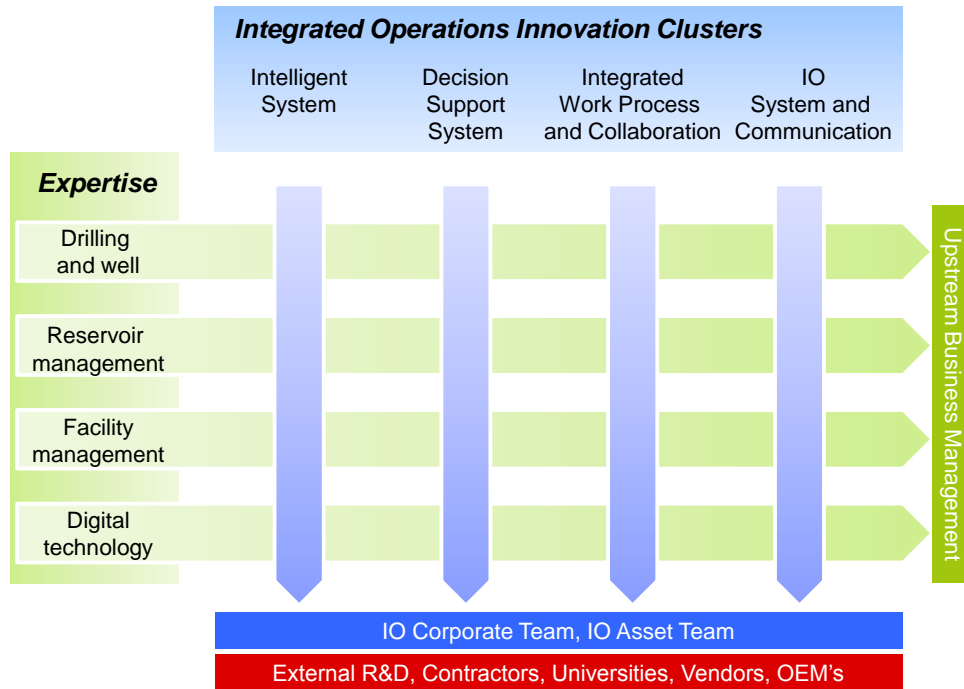 Integrated Operations Innovation Clusters
Intelligent
System
Decision
Support
System
Integrated
Work Process
and Collaboration
IO
System and
Communication
Expertise
Drilling
and well
Reservoir
management
Facility
management
Digital
technology
Upstream Business Management
IO Corporate Team, IO Asset Team
External R&D, Contractors, Universities, Vendors, OEM's